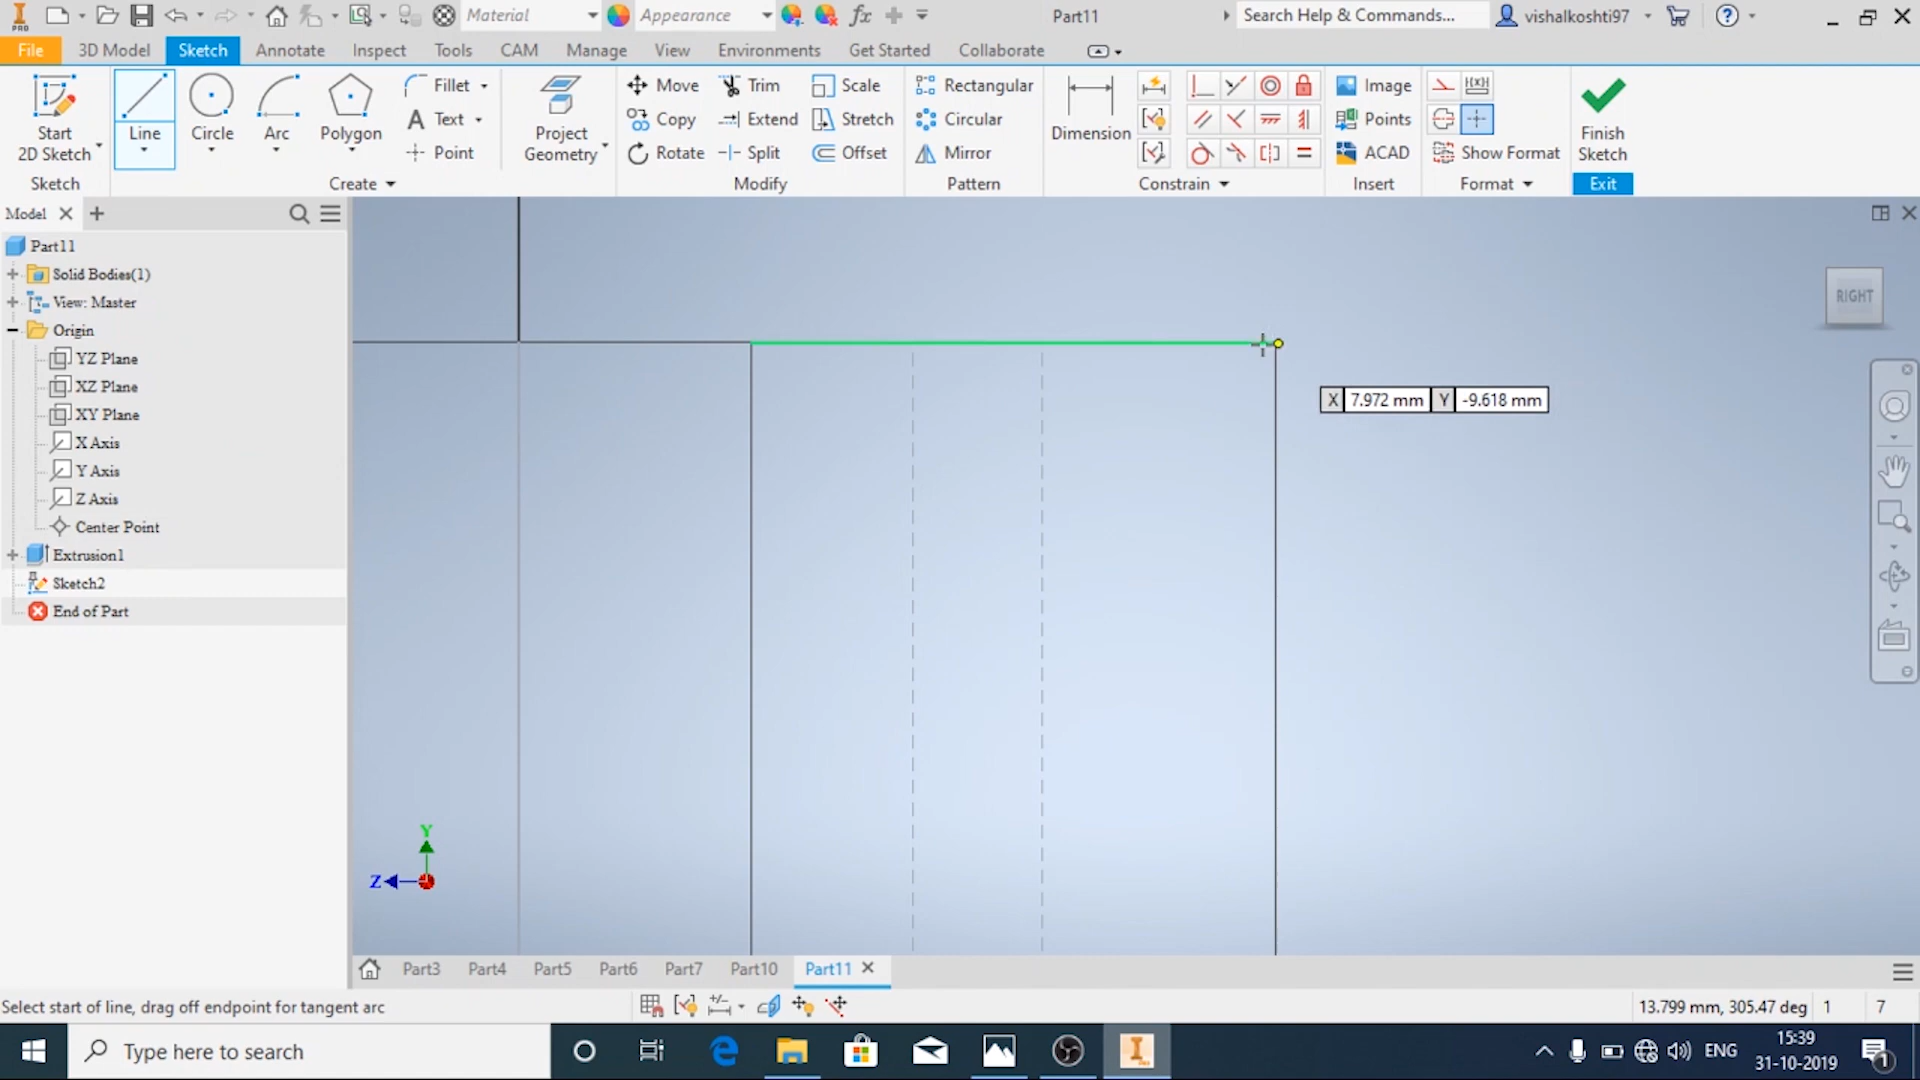 PRO Material Appearance fx Part11 Search Help & Commands... vishalkoshti97
File 3D Model Sketch Annotate Inspect Tools CAM Manage View Environments Get Started Collaborate
Start 2D Sketch
Line
Circle
Arc
Polygon
Fillet
Text
Point
Project Geometry
Move
Copy
Rotate
Trim
Extend
Split
Scale
Stretch
Offset
Rectangular
Circular
Mirror
Dimension
Image
Points
ACAD
Show Format
Finish Sketch
Sketch Create Modify Pattern Constrain Insert Format Exit
Model
Part11
Solid Bodies(1)
View: Master
Origin
YZ Plane
XZ Plane
XY Plane
X Axis
Y Axis
Z Axis
Center Point
Extrusion1
Sketch2
End of Part
RIGHT
X 7.972 mm Y -9.618 mm
Y
Z
Part3 Part4 Part5 Part6 Part7 Part10 Part11
Select start of line, drag off endpoint for tangent arc
13.799 mm, 305.47 deg 1 7
Type here to search
ENG
15:39
31-10-2019
1